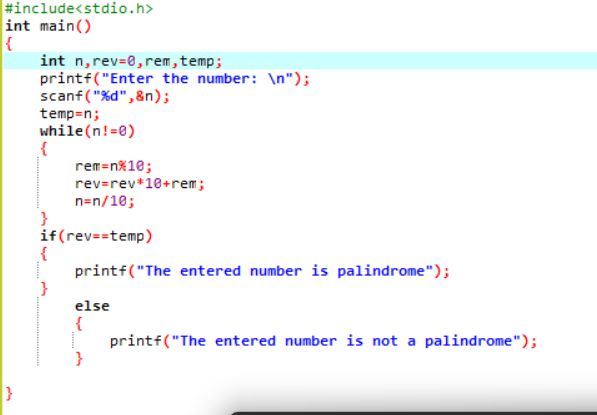 #include<stdio.h>
int main()
{
    int n,rev=0,rem,temp;
    printf("Enter the number: \n");
    scanf("%d",&n);
    temp=n;
    while(n!=0)
    {
        rem=n%10;
        rev=rev*10+rem;
        n=n/10;
    }
    if(rev==temp)
    {
        printf("The entered number is palindrome");
    }
        else
        {
            printf("The entered number is not a palindrome");
        }
}